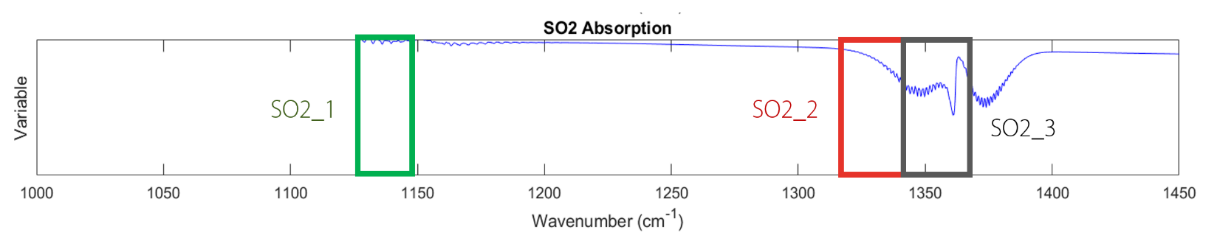 SO2 Absorption
Variable
SO2_1
SO2_2
SO2_3
1000 1050 1100 1150 1200 1250 1300 1350 1400 1450
Wavenumber (cm-1)